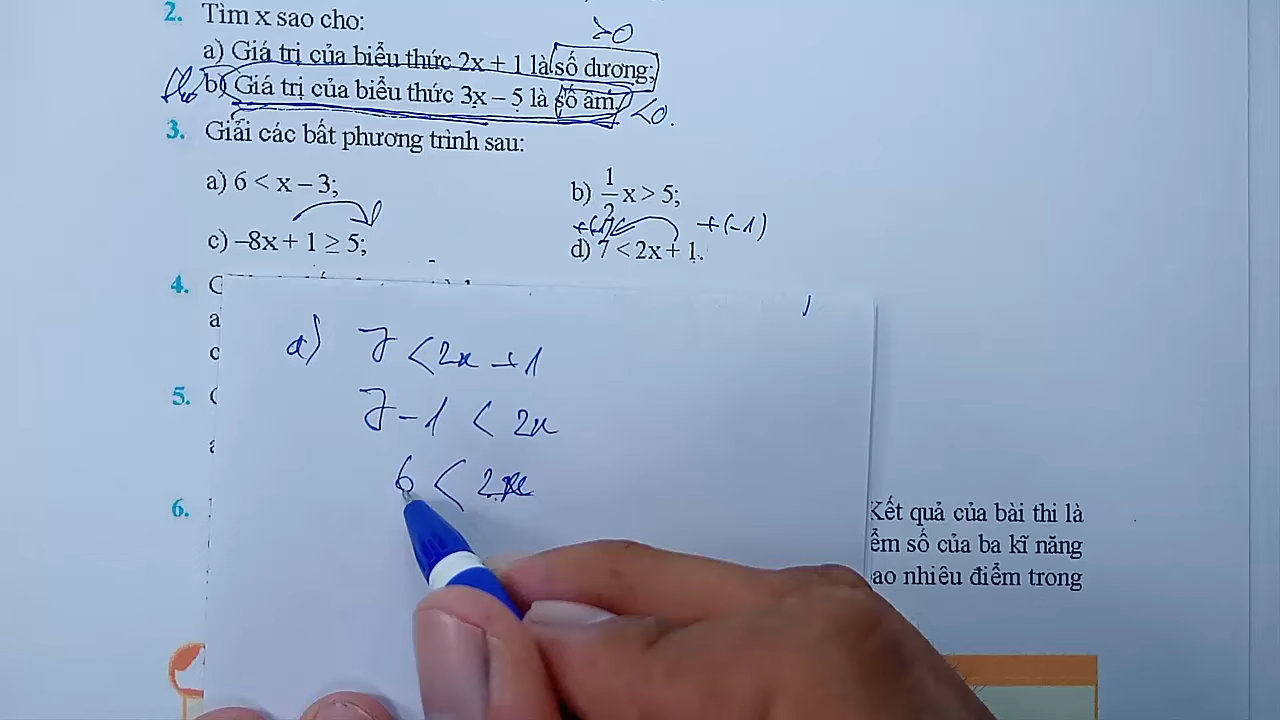 2. Tìm x sao cho:
>0
a) Giá trị của biểu thức 2x + 1 là số dương;
b) Giá trị của biểu thức 3x – 5 là số âm. <0.
3. Giải các bất phương trình sau:
a) 6 < x – 3;
b) 1/2 x > 5;
+(-1) +(-1)
c) –8x + 1 ≥ 5;
d) 7 < 2x + 1.
4.
d) 7 < 2x + 1
7 - 1 < 2x
5.
6 < 2x
6.
Kết quả của bài thi là
ểm số của ba kĩ năng
ao nhiêu điểm trong